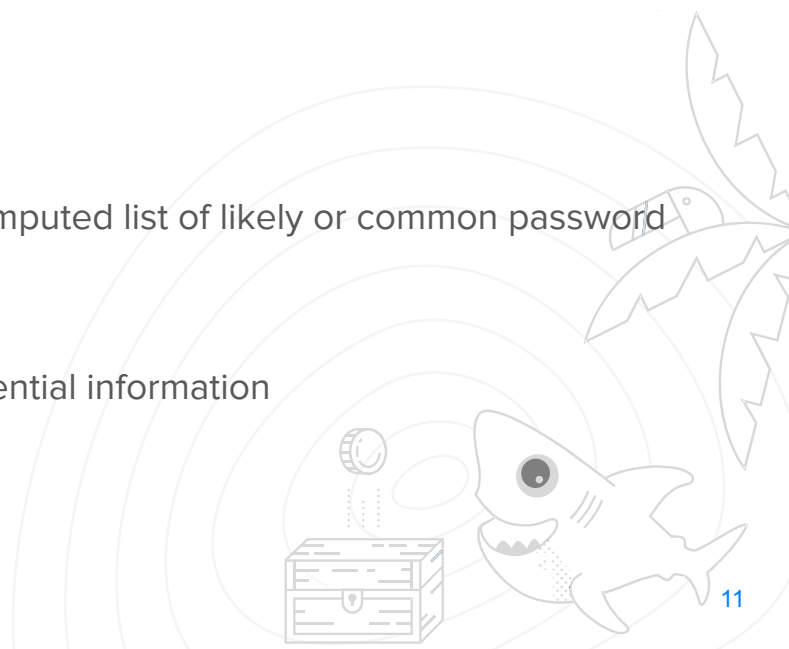 mputed list of likely or common password
ential information
11